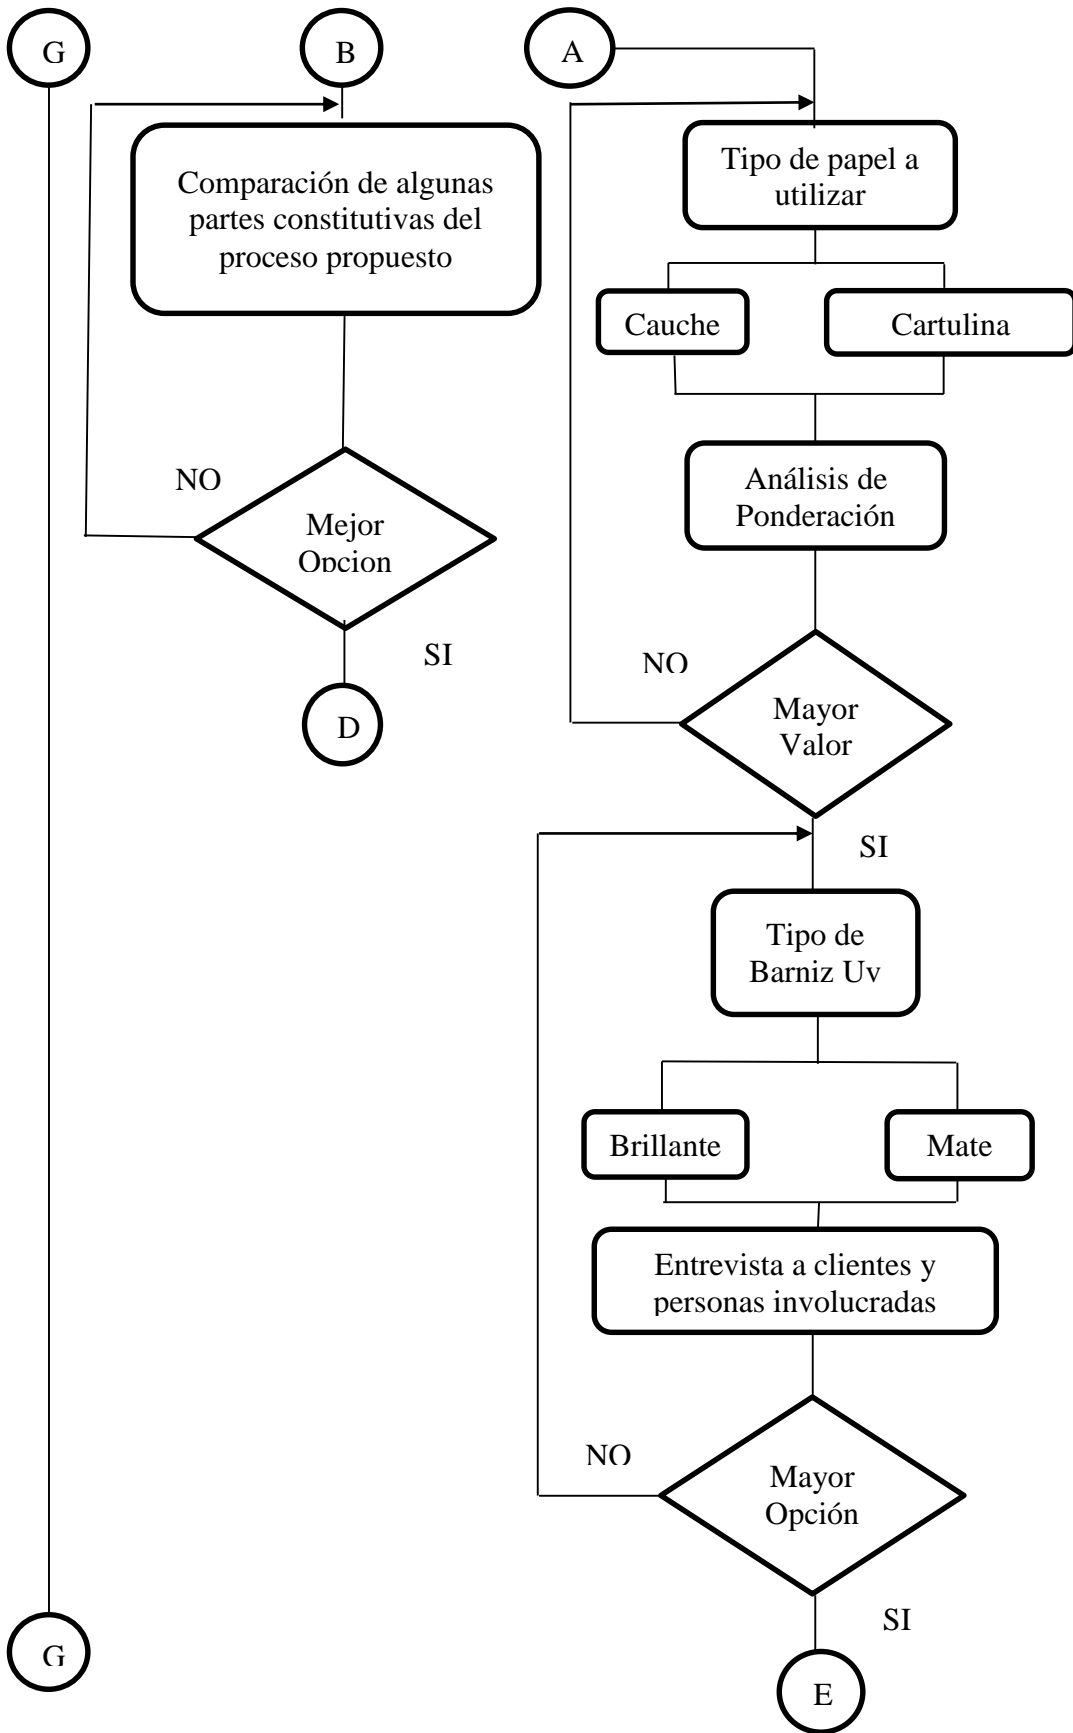 G
B
A
Comparación de algunas
partes constitutivas del
proceso propuesto
NO
Mejor
Opcion
SI
D
Tipo de papel a
utilizar
Cauche
Cartulina
Análisis de
Ponderación
NO
Mayor
Valor
SI
Tipo de
Barniz Uv
Brillante
Mate
Entrevista a clientes y
personas involucradas
NO
Mayor
Opción
SI
G
E